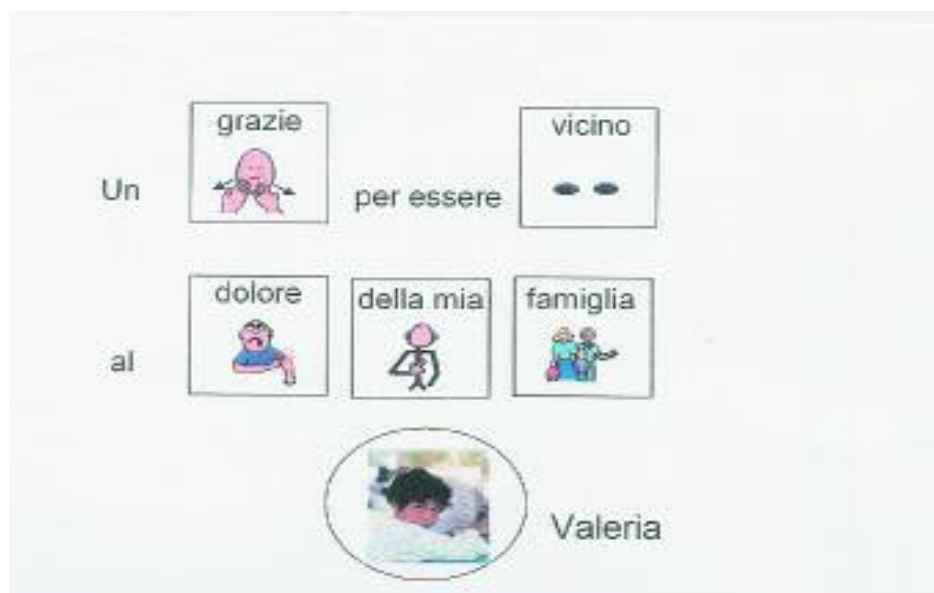 Un grazie per essere vicino
al dolore della mia famiglia
Valeria